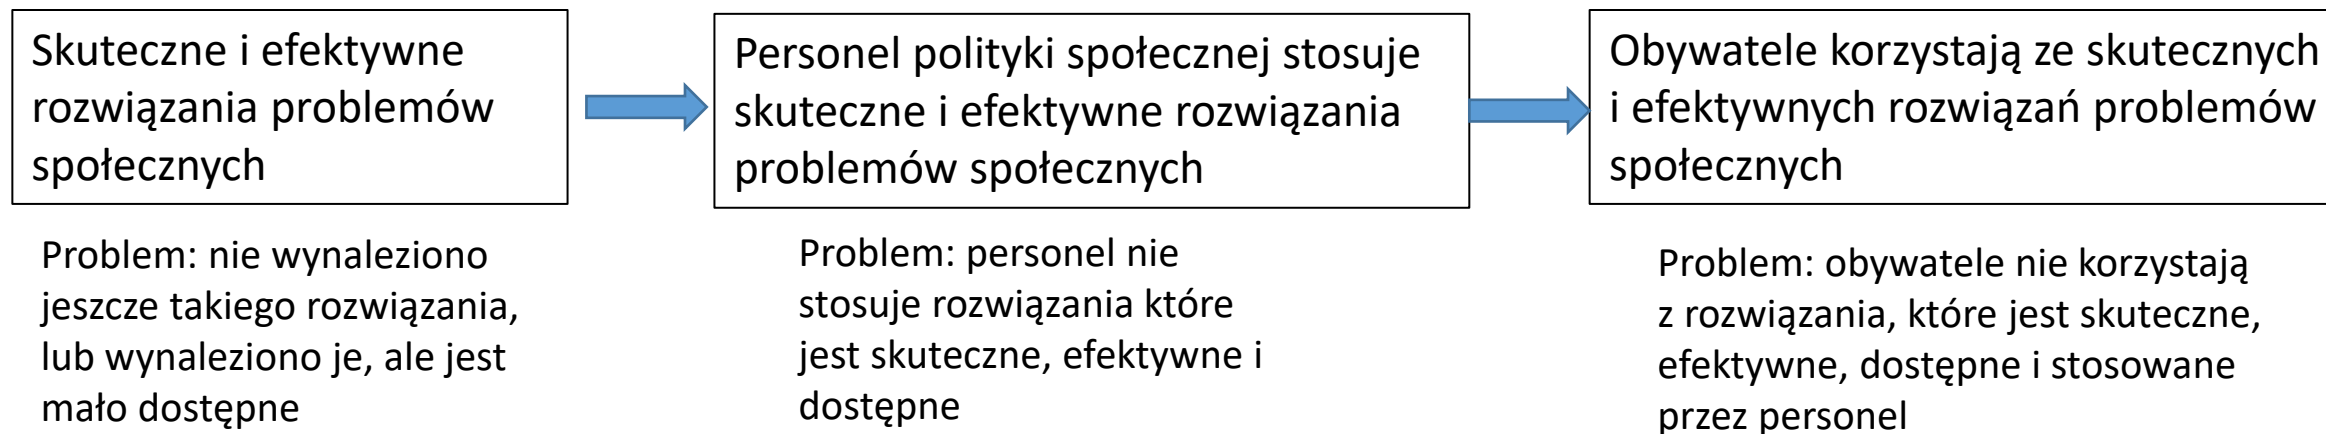 Skuteczne i efektywne
rozwiązania problemów
społecznych
Personel polityki społecznej stosuje
skuteczne i efektywne rozwiązania
problemów społecznych
Obywatele korzystają ze skutecznych
i efektywnych rozwiązań problemów
społecznych
Problem: nie wynaleziono
jeszcze takiego rozwiązania,
lub wynaleziono je, ale jest
mało dostępne
Problem: personel nie
stosuje rozwiązania które
jest skuteczne, efektywne i
dostępne
Problem: obywatele nie korzystają
z rozwiązania, które jest skuteczne,
efektywne, dostępne i stosowane
przez personel